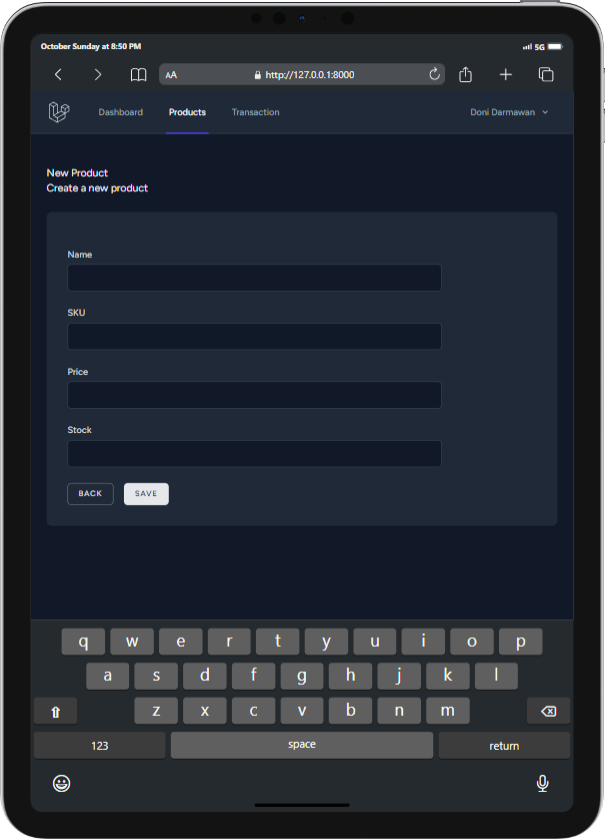 October Sunday at 8:50 PM 5G
AA http://127.0.0.1:8000
Dashboard Products Transaction Doni Darmawan
New Product
Create a new product
Name
SKU
Price
Stock
BACK SAVE
q w e r t y u i o p
a s d f g h j k l
z x c v b n m
123 space return